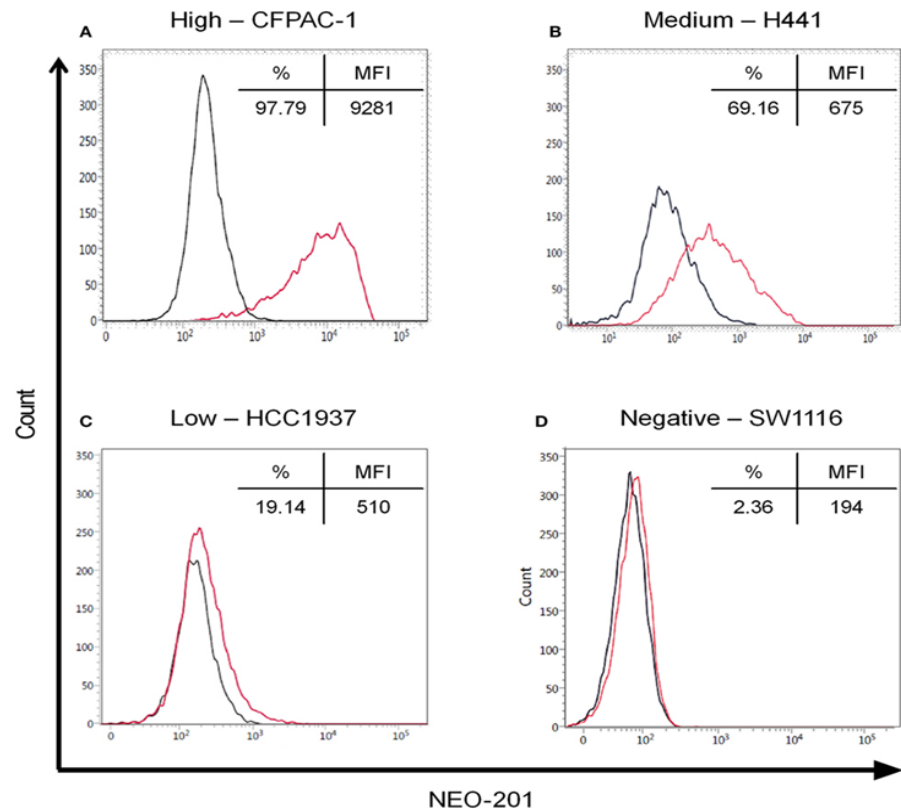 A High – CFPAC-1
% MFI
97.79 9281
350
300
250
200
150
100
50
0
0 10² 10³ 10⁴ 10⁵
B Medium – H441
% MFI
69.16 675
350
300
250
200
150
100
50
0
10¹ 10² 10³ 10⁴ 10⁵
Count
C Low – HCC1937
% MFI
19.14 510
350
300
250
200
150
100
50
0
0 10² 10³ 10⁴ 10⁵
D Negative – SW1116
% MFI
2.36 194
Count
350
300
250
200
150
100
50
0
0 10² 10³ 10⁴ 10⁵
NEO-201